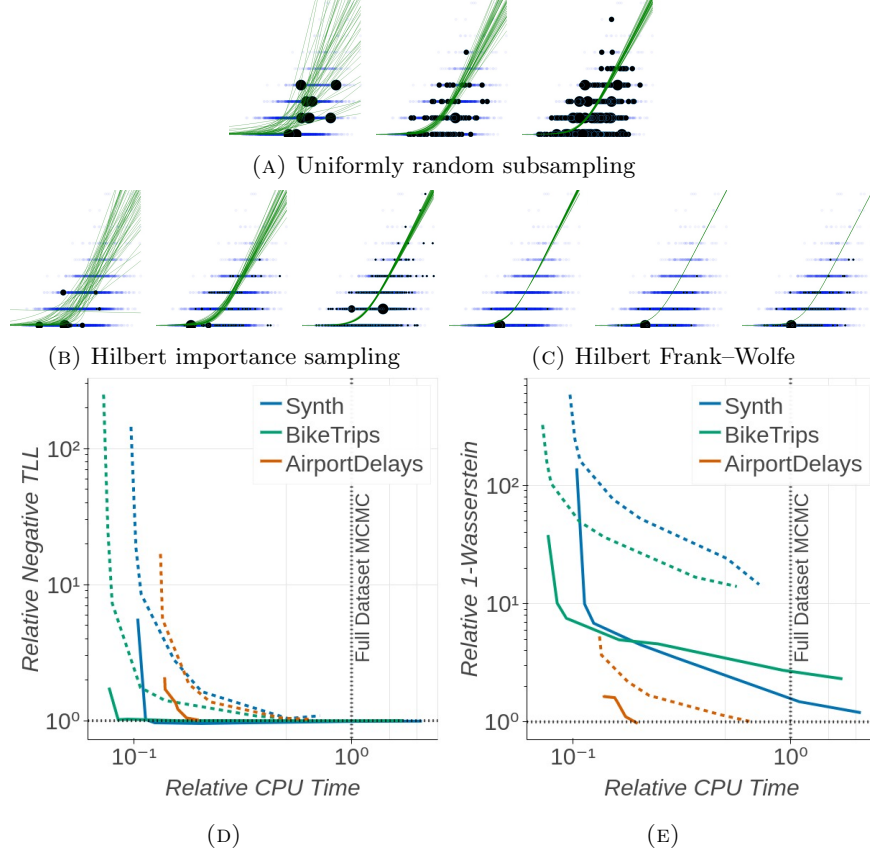 (A) Uniformly random subsampling
(B) Hilbert importance sampling
(C) Hilbert Frank–Wolfe
Relative Negative TLL
10²
10¹
10⁰
Synth
BikeTrips
AirportDelays
Full Dataset MCMC
10⁻¹
10⁰
Relative CPU Time
(D)
Relative 1-Wasserstein
10²
10¹
10⁰
Synth
BikeTrips
AirportDelays
Full Dataset MCMC
10⁻¹
10⁰
Relative CPU Time
(E)